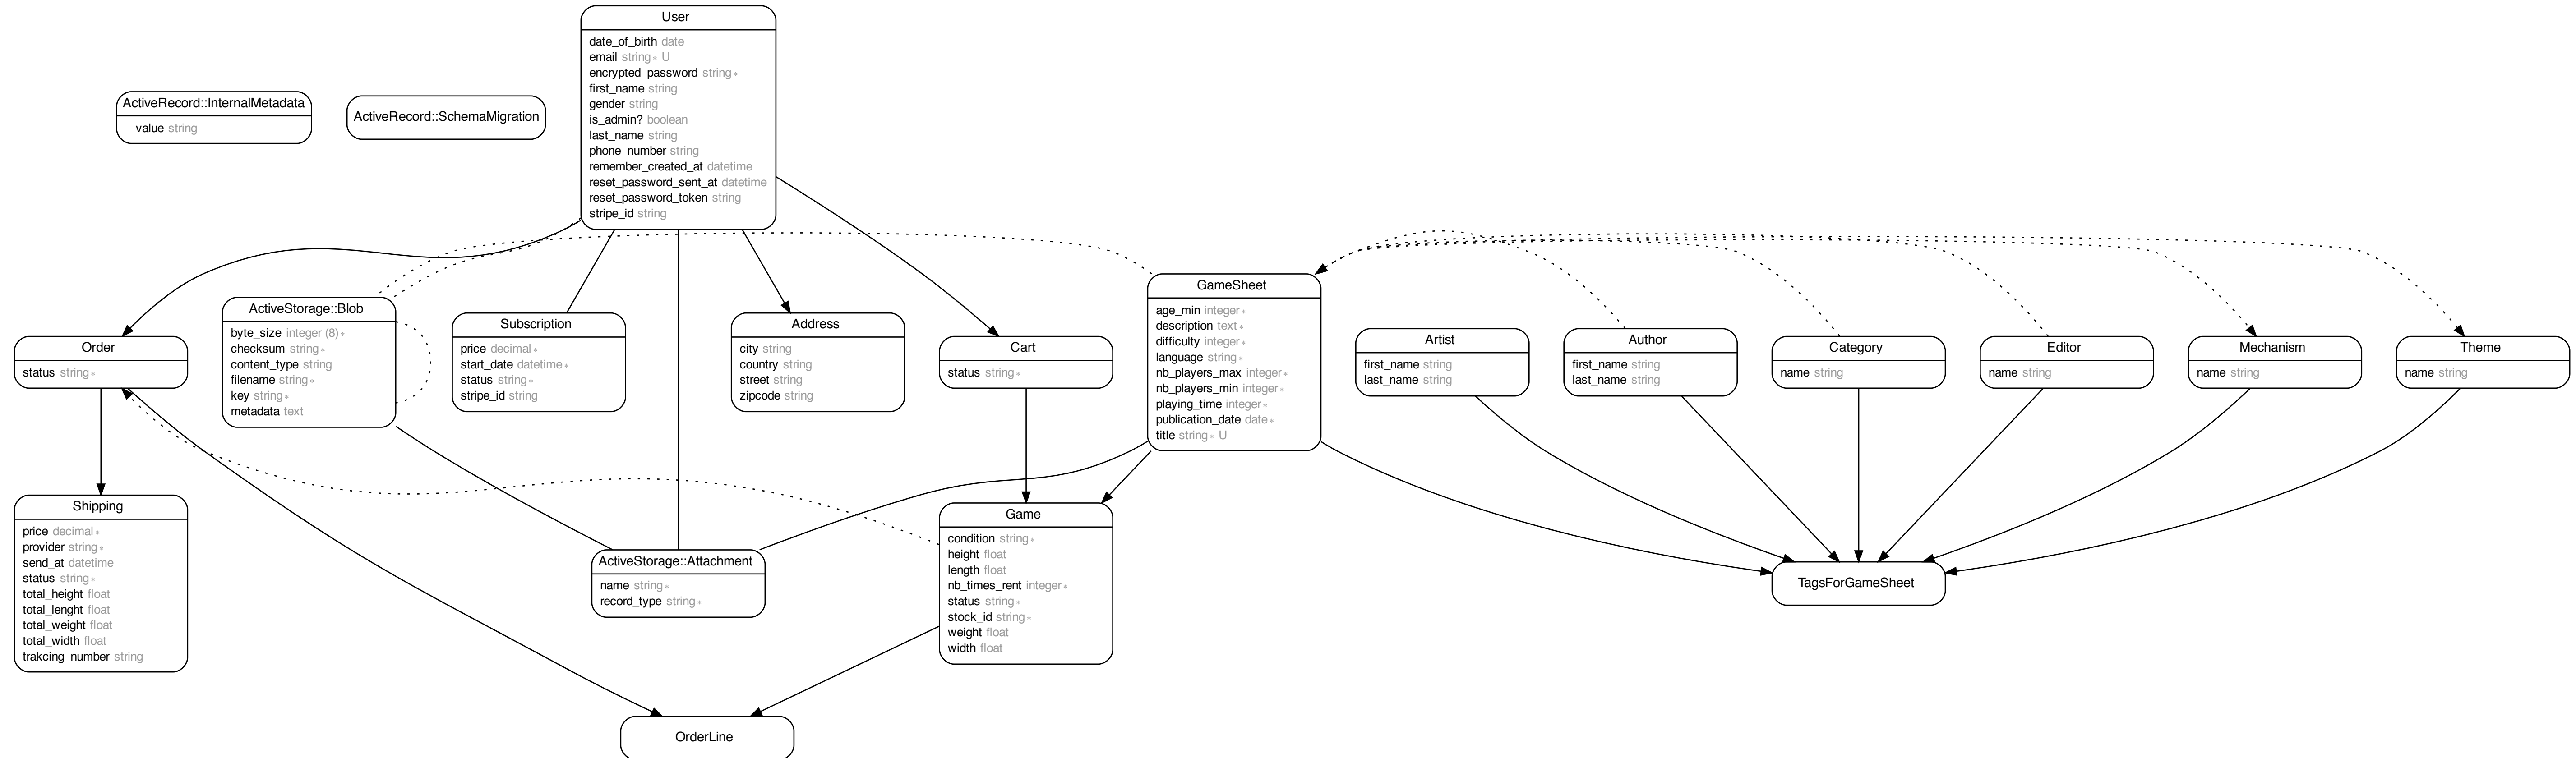 User
date_of_birth date
email string∗ U
encrypted_password string∗
first_name string
gender string
is_admin? boolean
last_name string
phone_number string
remember_created_at datetime
reset_password_sent_at datetime
reset_password_token string
stripe_id string
ActiveRecord::InternalMetadata
value string
ActiveRecord::SchemaMigration
Order
status string∗
ActiveStorage::Blob
byte_size integer (8)∗
checksum string∗
content_type string
filename string∗
key string∗
metadata text
Subscription
price decimal∗
start_date datetime∗
status string∗
stripe_id string
Address
city string
country string
street string
zipcode string
Cart
status string∗
GameSheet
age_min integer∗
description text∗
difficulty integer∗
language string∗
nb_players_max integer∗
nb_players_min integer∗
playing_time integer∗
publication_date date∗
title string∗ U
Artist
first_name string
last_name string
Author
first_name string
last_name string
Category
name string
Editor
name string
Mechanism
name string
Theme
name string
Shipping
price decimal∗
provider string∗
send_at datetime
status string∗
total_height float
total_lenght float
total_weight float
total_width float
trakcing_number string
ActiveStorage::Attachment
name string∗
record_type string∗
Game
condition string∗
height float
length float
nb_times_rent integer∗
status string∗
stock_id string∗
weight float
width float
TagsForGameSheet
OrderLine